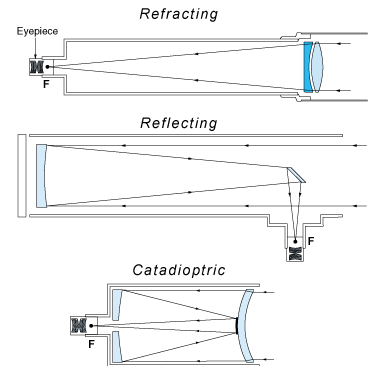 Refracting
Eyepiece
F
Reflecting
F
Catadioptric
F